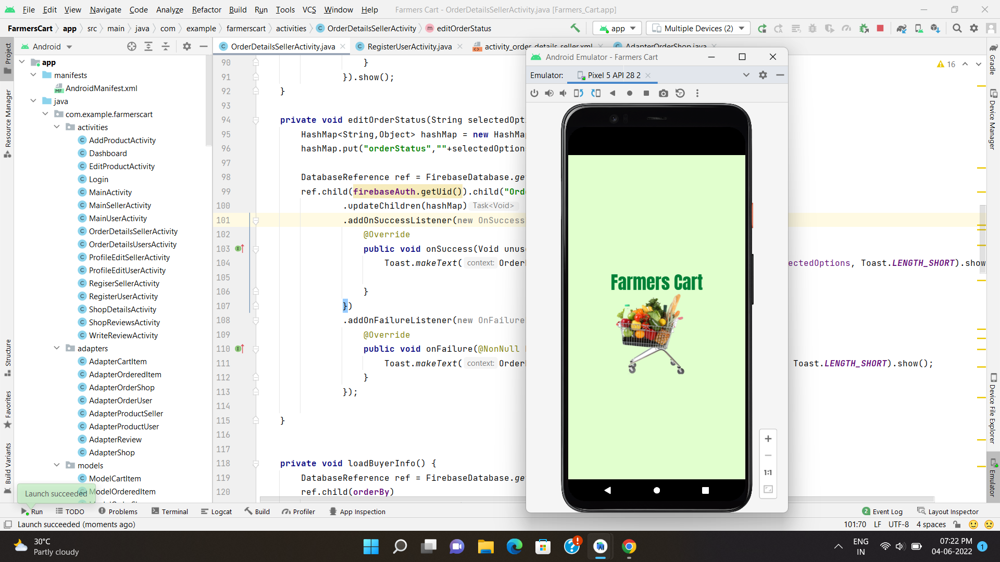 File Edit View Navigate Code Analyze Refactor Build Run Tools VCS Window Help Farmers Cart - OrderDetailsSellerActivity.java [Farmers_Cart.app]
FarmersCart app src main java com example farmerscart activities OrderDetailsSellerActivity editOrderStatus app Multiple Devices (2)
Project
Resource Manager
Structure
Favorites
Build Variants
Android
app
manifests
AndroidManifest.xml
java
com.example.farmerscart
activities
AddProductActivity
Dashboard
EditProductActivity
Login
MainActivity
MainSellerActivity
MainUserActivity
OrderDetailsSellerActivity
OrderDetailsUsersActivity
ProfileEditSellerActivity
ProfileEditUserActivity
RegiserSellerActivity
RegisterUserActivity
ShopDetailsActivity
ShopReviewsActivity
WriteReviewActivity
adapters
AdapterCartItem
AdapterOrderedItem
AdapterOrderShop
AdapterOrderUser
AdapterProductSeller
AdapterProductUser
AdapterReview
AdapterShop
models
ModelCartItem
ModelOrderedItem
Launch succeeded
OrderDetailsSellerActivity.java RegisterUserActivity.java activity_order_details_seller.xml AdapterOrderShop.java
16
90 }
91 }).show();
92 }
93
94 private void editOrderStatus(String selectedOpti
95 HashMap<String,Object> hashMap = new HashMap
96 hashMap.put("orderStatus",""+selectedOption
97
98 DatabaseReference ref = FirebaseDatabase.ge
99 ref.child(firebaseAuth.getUid()).child("Ord
100 .updateChildren(hashMap) Task<Void>
101 .addOnSuccessListener(new OnSuccess
102 @Override
103 public void onSuccess(Void unus
104 Toast.makeText( context: Order ectedOptions, Toast.LENGTH_SHORT).show
105
106 }
107 })
108 .addOnFailureListener(new OnFailure
109 @Override
110 public void onFailure(@NonNull
111 Toast.makeText( context: Order Toast.LENGTH_SHORT).show();
112 }
113 });
114
115 }
116
117
118 private void loadBuyerInfo() {
119 DatabaseReference ref = FirebaseDatabase.ge
120 ref.child(orderBy)
Android Emulator - Farmers Cart
Emulator: Pixel 5 API 28 2
Farmers Cart
1:1
Gradle
Device Manager
Device File Explorer
Emulator
Run TODO Problems Terminal Logcat Build Profiler App Inspection 2 Event Log Layout Inspector
Launch succeeded (moments ago) 101:70 LF UTF-8 4 spaces
30°C
Partly cloudy
ENG
IN
07:22 PM
04-06-2022
1